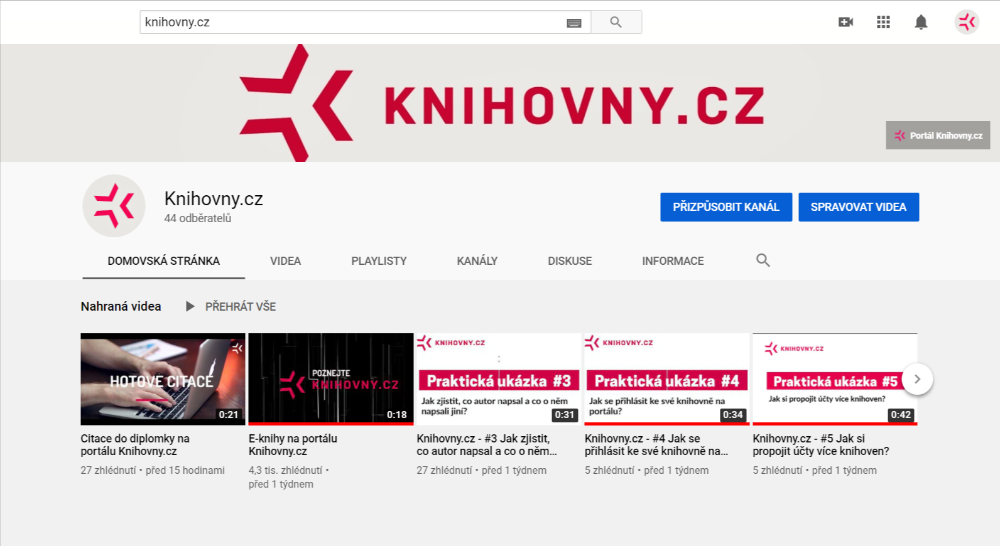 knihovny.cz
KNIHOVNY.CZ
Portál Knihovny.cz
Knihovny.cz
44 odběratelů
PŘIZPŮSOBIT KANÁL
SPRAVOVAT VIDEA
DOMOVSKÁ STRÁNKA
VIDEA
PLAYLISTY
KANÁLY
DISKUSE
INFORMACE
Nahraná videa
PŘEHRÁT VŠE
HOTOVÉ CITACE
0:21
Citace do diplomky na
portálu Knihovny.cz
27 zhlédnutí • před 15 hodinami
POZNEJTE
KNIHOVNY.CZ
0:18
E-knihy na portálu
Knihovny.cz
4,3 tis. zhlédnutí •
před 1 týdnem
KNIHOVNY.CZ
Praktická ukázka #3
Jak zjistit, co autor napsal a co o něm
napsali jiní?
0:31
Knihovny.cz - #3 Jak zjistit,
co autor napsal a co o něm...
27 zhlédnutí • před 1 týdnem
KNIHOVNY.CZ
Praktická ukázka #4
Jak se přihlásit ke své knihovně na
portálu?
0:34
Knihovny.cz - #4 Jak se
přihlásit ke své knihovně na...
5 zhlédnutí • před 1 týdnem
KNIHOVNY.CZ
Praktická ukázka #5
Jak si propojit účty více knihoven?
0:42
Knihovny.cz - #5 Jak si
propojit účty více knihoven?
5 zhlédnutí • před 1 týdnem